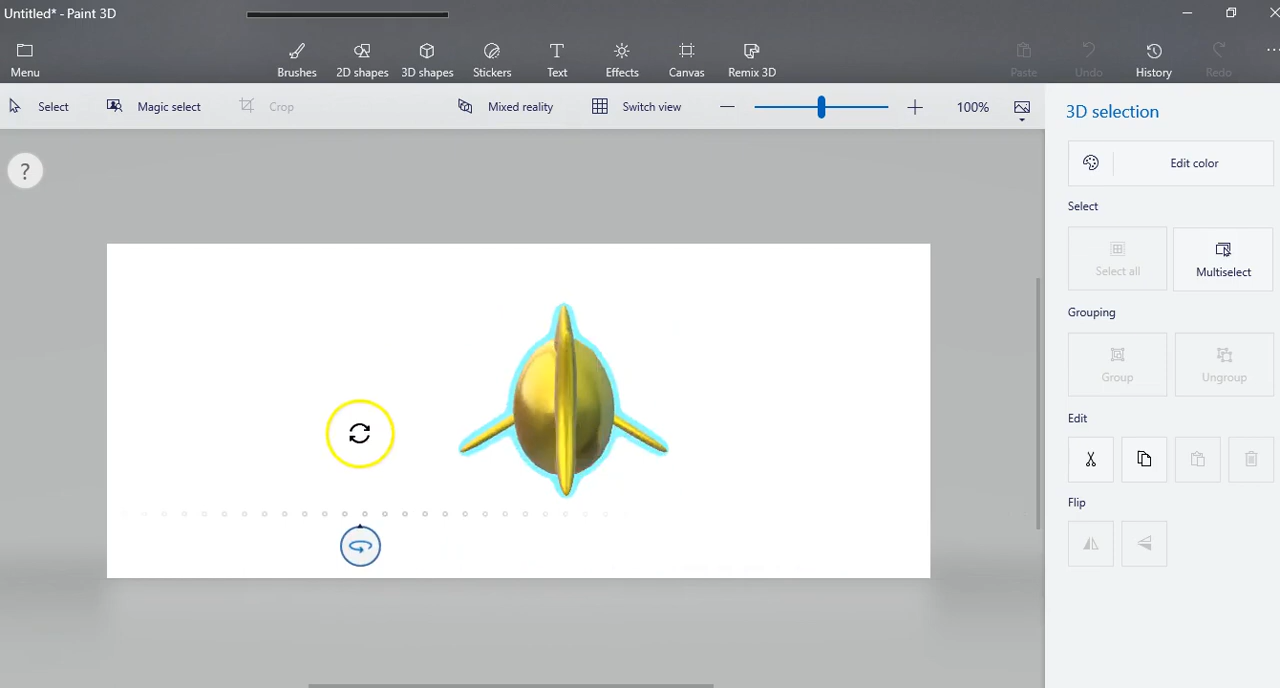 Untitled* - Paint 3D
Menu
Brushes
2D shapes
3D shapes
Stickers
Text
Effects
Canvas
Remix 3D
Paste
Undo
History
Redo
Select
Magic select
Crop
Mixed reality
Switch view
100%
?
3D selection
Edit color
Select
Select all
Multiselect
Grouping
Group
Ungroup
Edit
Flip